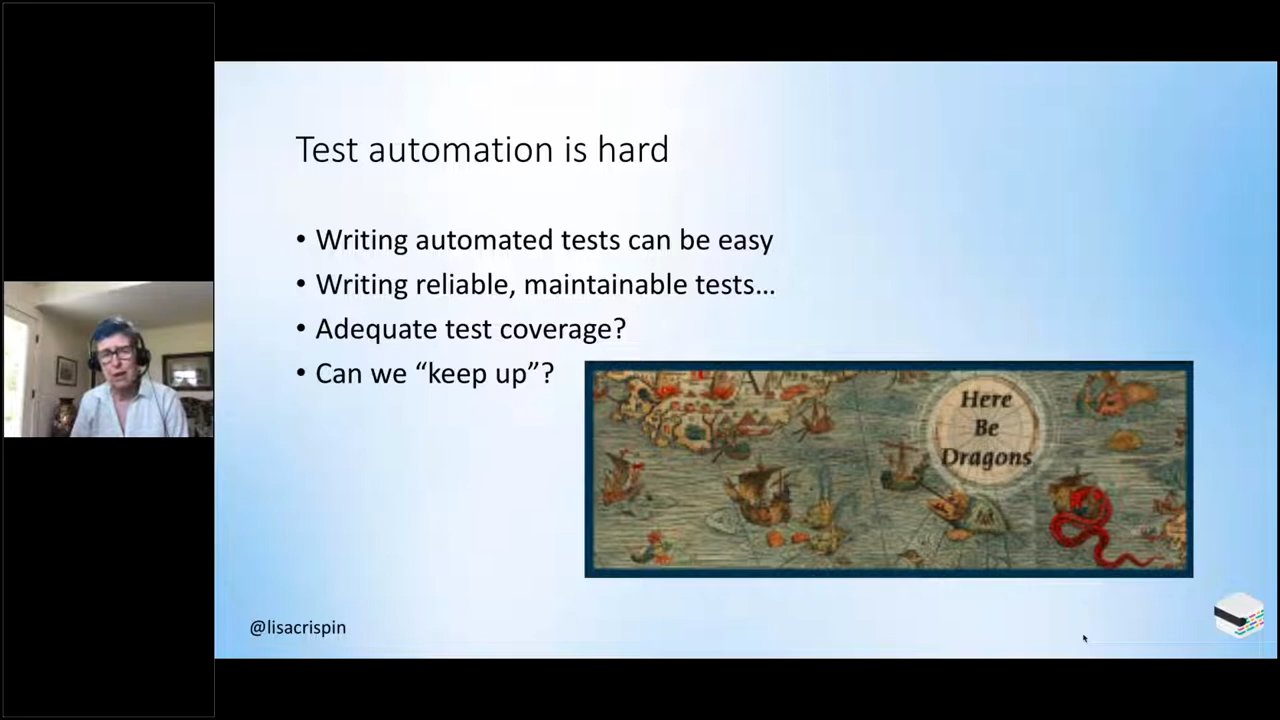 Test automation is hard
• Writing automated tests can be easy
• Writing reliable, maintainable tests...
• Adequate test coverage?
• Can we “keep up”?
Here
Be
Dragons
@lisacrispin